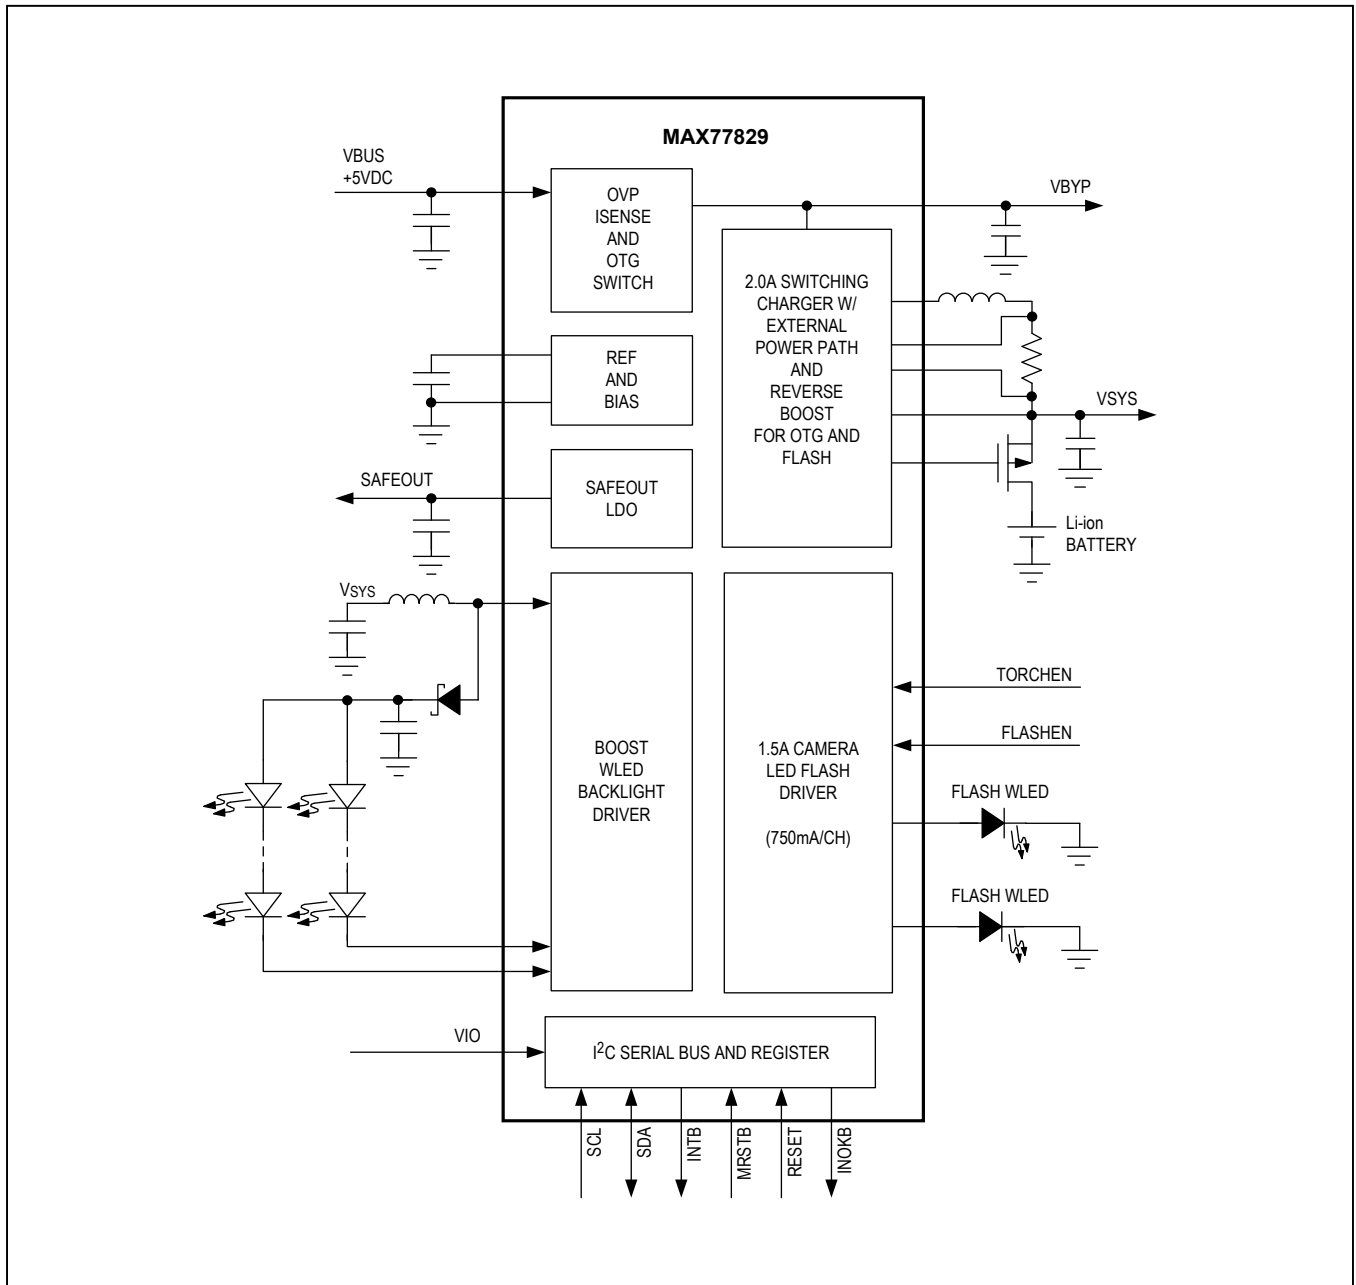 MAX77829
VBUS
+5VDC
OVP
ISENSE
AND
OTG
SWITCH
VBYP
2.0A SWITCHING
CHARGER W/
EXTERNAL
POWER PATH
AND
REVERSE
BOOST
FOR OTG AND
FLASH
REF
AND
BIAS
VSYS
SAFEOUT
SAFEOUT
LDO
Li-ion
BATTERY
VSYS
BOOST
WLED
BACKLIGHT
DRIVER
1.5A CAMERA
LED FLASH
DRIVER
(750mA/CH)
TORCHEN
FLASHEN
FLASH WLED
FLASH WLED
VIO
I2C SERIAL BUS AND REGISTER
SCL
SDA
INTB
MRSTB
RESET
INOKB